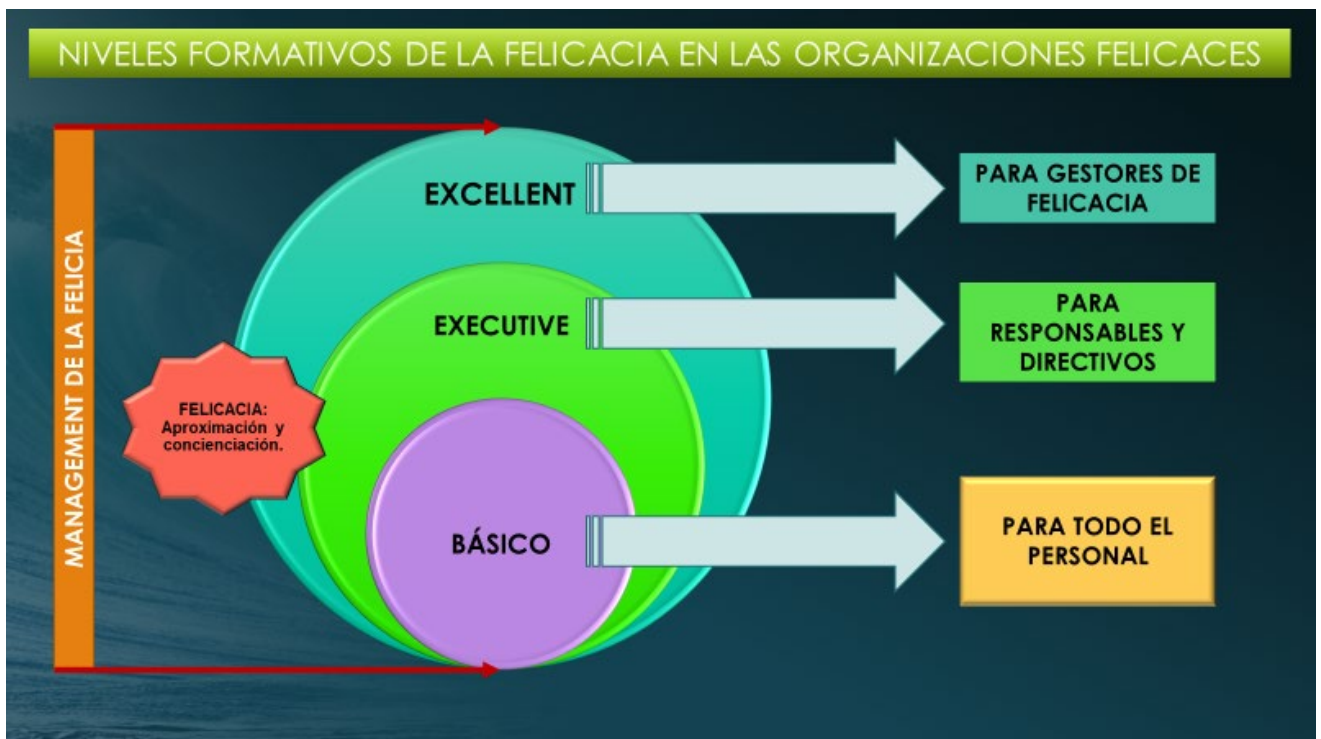 NIVELES FORMATIVOS DE LA FELICACIA EN LAS ORGANIZACIONES FELICACES
MANAGEMENT DE LA FELICIA
EXCELLENT
PARA GESTORES DE
FELICACIA
EXECUTIVE
PARA
RESPONSABLES Y
DIRECTIVOS
FELICACIA:
Aproximación y
concienciación.
BÁSICO
PARA TODO EL
PERSONAL